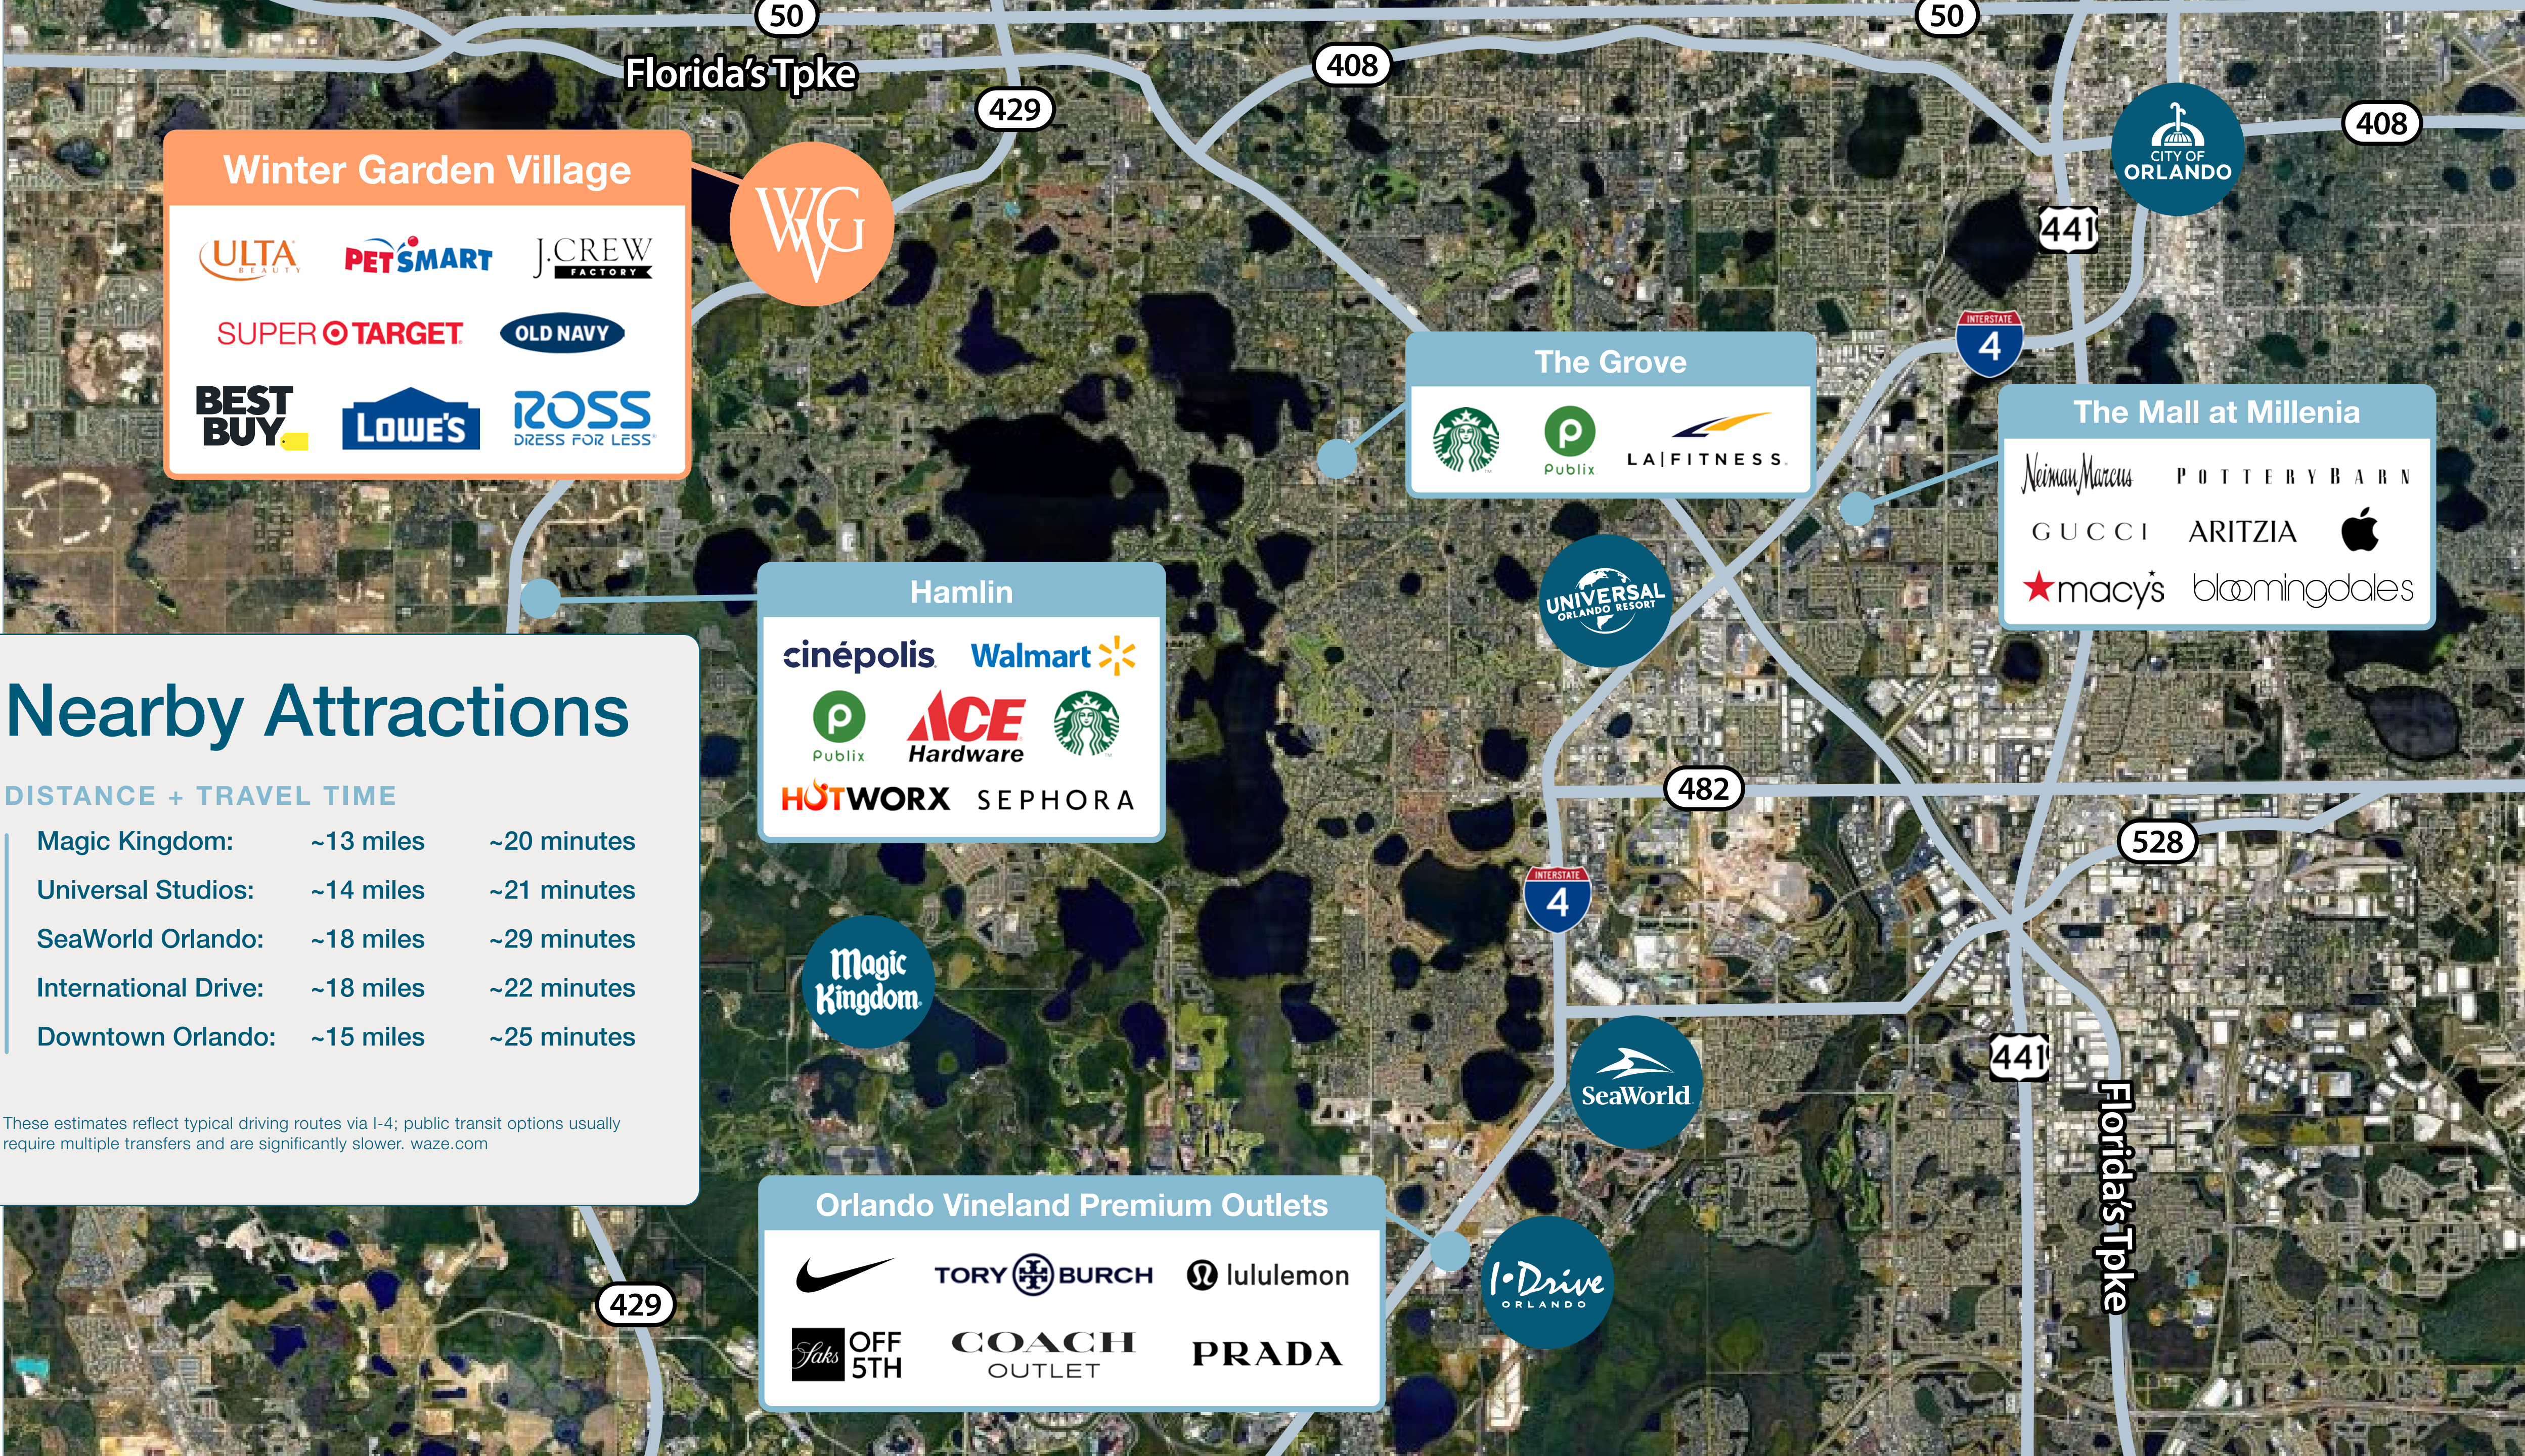 50
50
Florida's Tpke
408
429
408
CITY OF
ORLANDO
441
INTERSTATE
4
Winter Garden Village
ULTA
BEAUTY
PETSMART
J.CREW
FACTORY
SUPER TARGET
OLD NAVY
BEST
BUY
LOWE'S
ROSS
DRESS FOR LESS
WGV
The Grove
Publix
LA|FITNESS.
The Mall at Millenia
Neiman Marcus
POTTERY BARN
GUCCI
ARITZIA
macy's
bloomingdales
UNIVERSAL
ORLANDO RESORT
Hamlin
cinépolis
Walmart
Publix
ACE
Hardware
HOTWORX
SEPHORA
Nearby Attractions
DISTANCE + TRAVEL TIME
Magic Kingdom: ~13 miles ~20 minutes
Universal Studios: ~14 miles ~21 minutes
SeaWorld Orlando: ~18 miles ~29 minutes
International Drive: ~18 miles ~22 minutes
Downtown Orlando: ~15 miles ~25 minutes
These estimates reflect typical driving routes via I-4; public transit options usually
require multiple transfers and are significantly slower. waze.com
482
528
INTERSTATE
4
Magic
Kingdom
SeaWorld
441
Florida's Tpke
Orlando Vineland Premium Outlets
TORY BURCH
lululemon
Saks
OFF
5TH
COACH
OUTLET
PRADA
I·Drive
ORLANDO
429